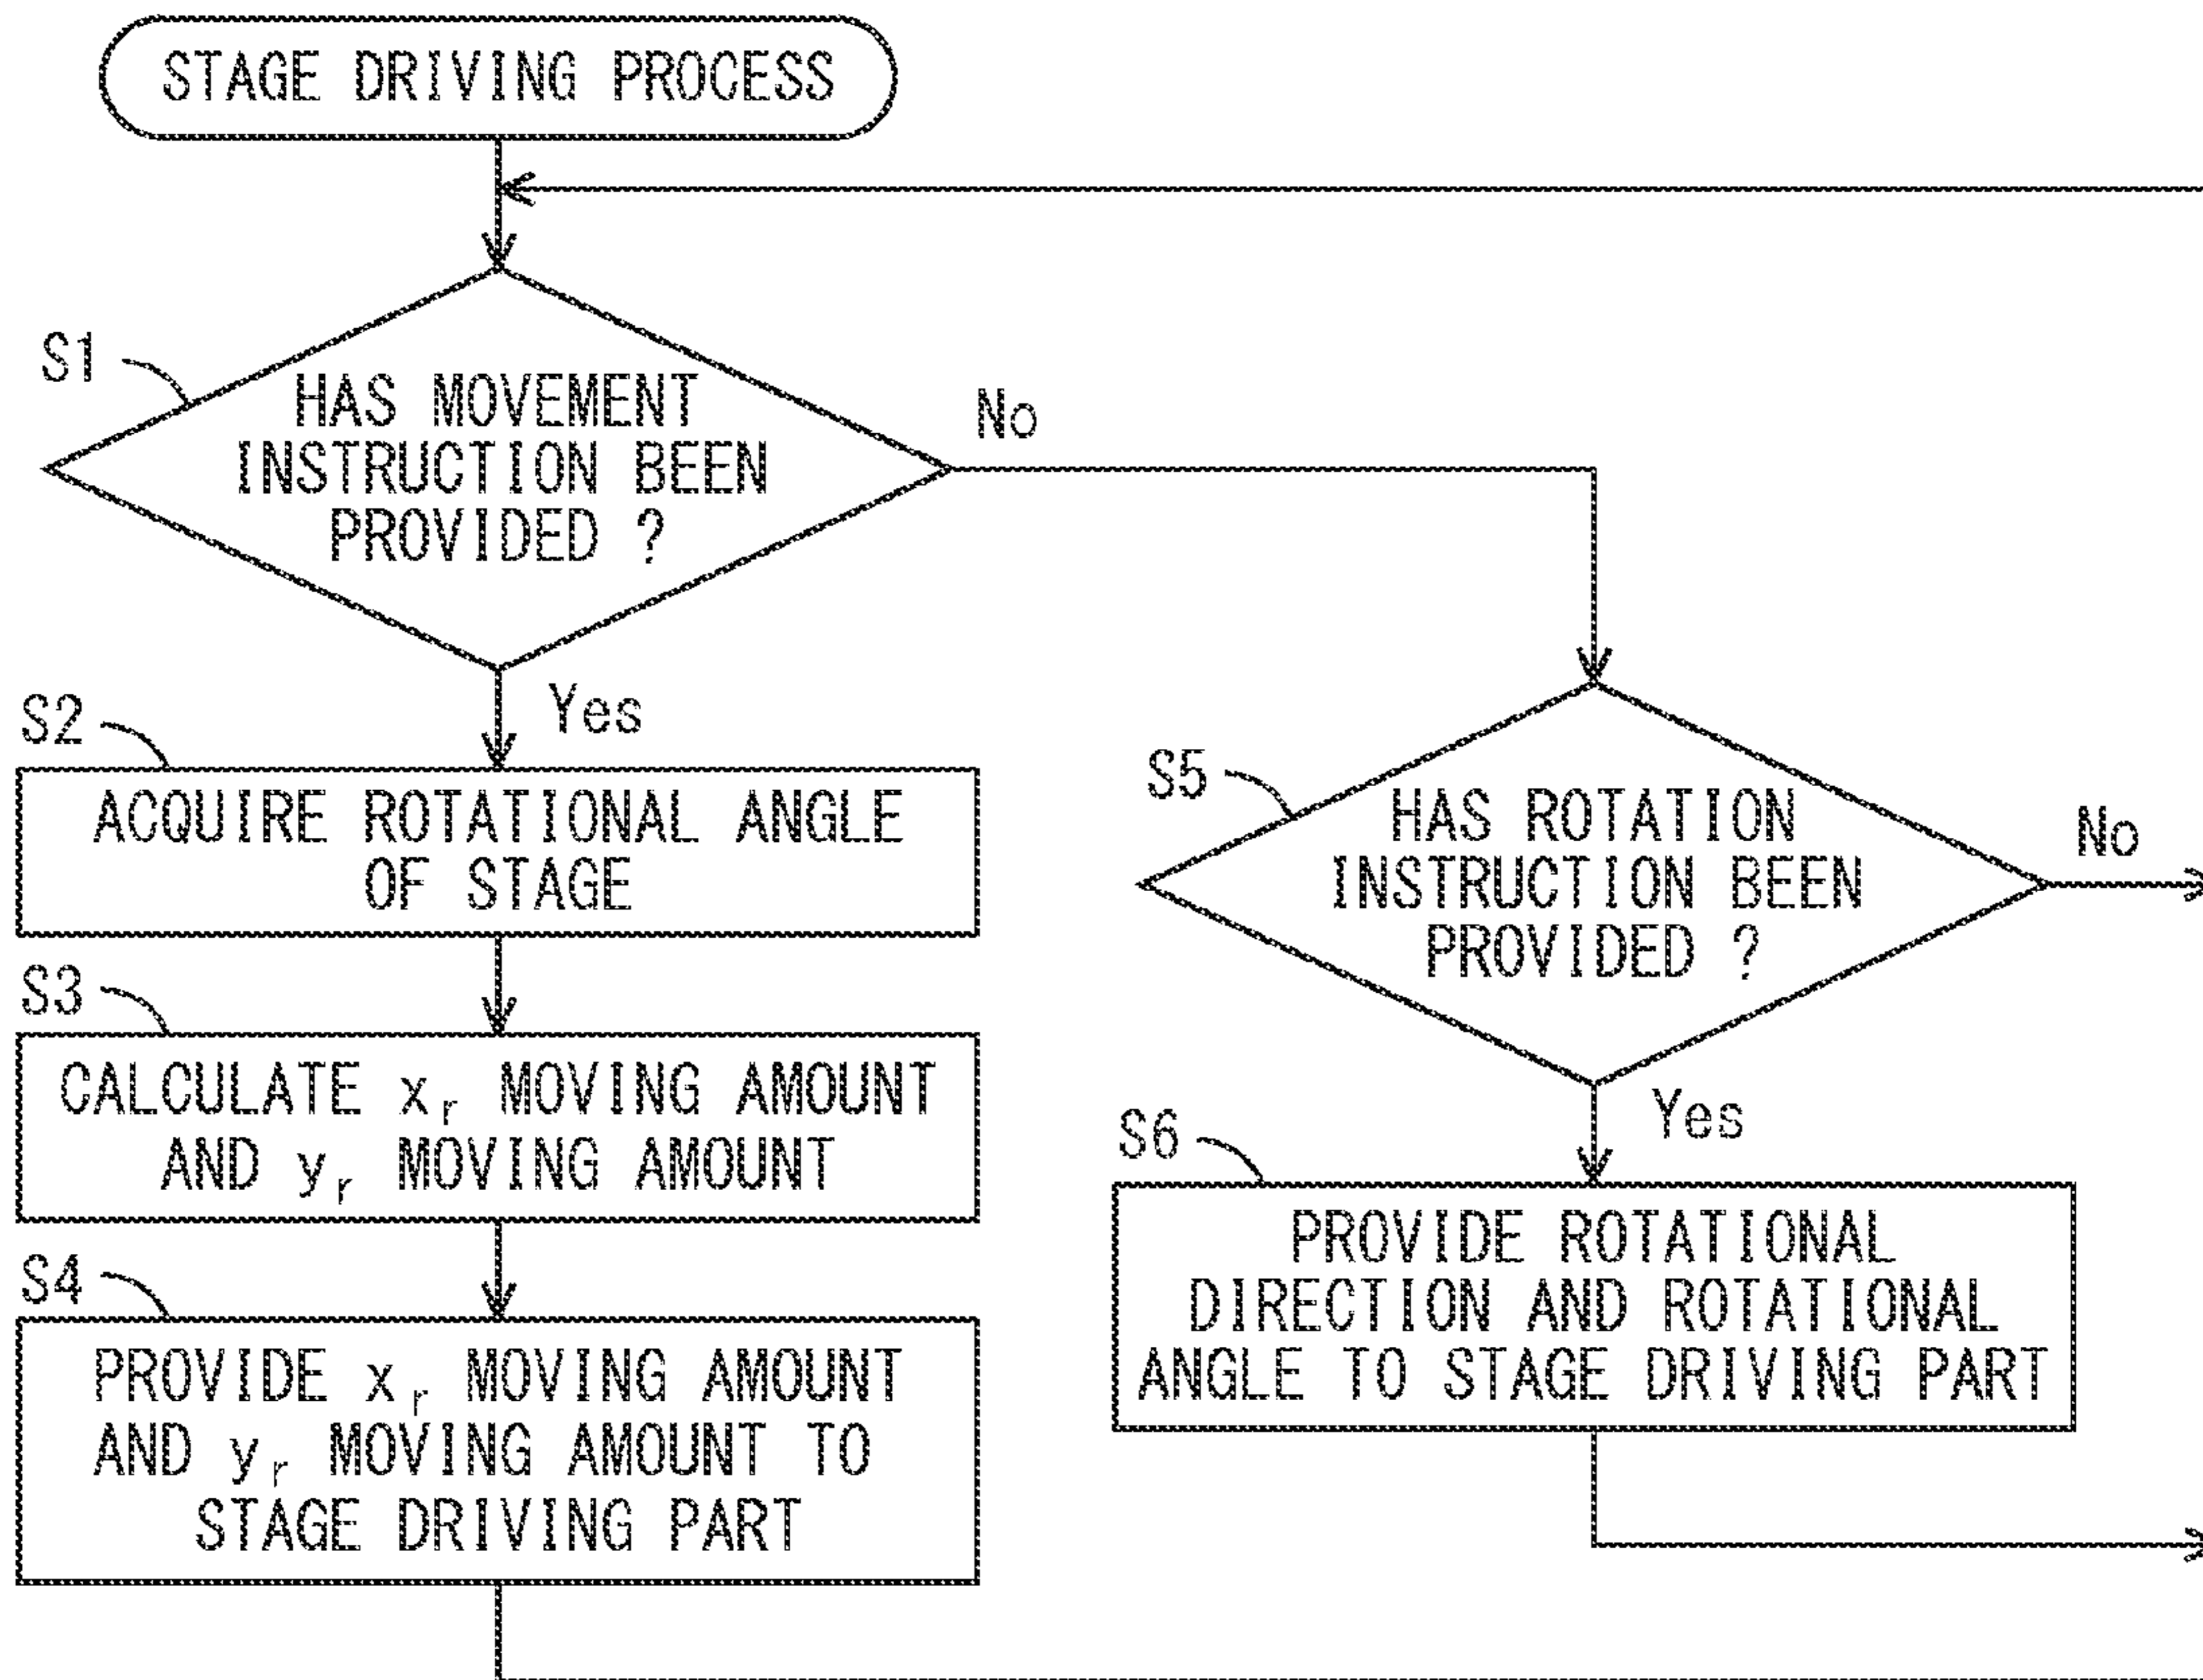 STAGE DRIVING PROCESS
S1
HAS MOVEMENT
INSTRUCTION BEEN
PROVIDED ?
No
Yes
S2
ACQUIRE ROTATIONAL ANGLE
OF STAGE
S3
CALCULATE xr MOVING AMOUNT
AND yr MOVING AMOUNT
S4
PROVIDE xr MOVING AMOUNT
AND yr MOVING AMOUNT TO
STAGE DRIVING PART
S5
HAS ROTATION
INSTRUCTION BEEN
PROVIDED ?
No
Yes
S6
PROVIDE ROTATIONAL
DIRECTION AND ROTATIONAL
ANGLE TO STAGE DRIVING PART